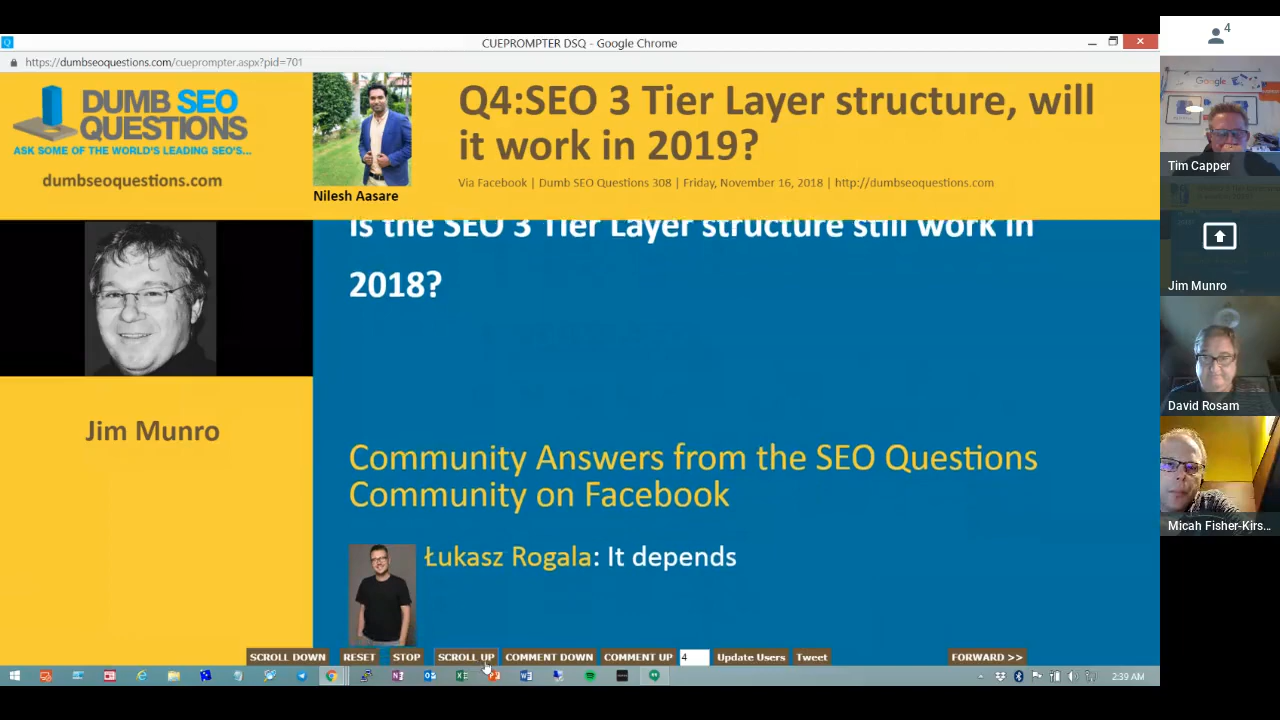 CUEPROMPTER DSQ - Google Chrome
https://dumbseoquestions.com/cueprompter.aspx?pid=701
DUMB SEO
QUESTIONS
ASK SOME OF THE WORLD'S LEADING SEO'S...
dumbseoquestions.com
Nilesh Aasare
Q4:SEO 3 Tier Layer structure, will
it work in 2019?
Via Facebook | Dumb SEO Questions 308 | Friday, November 16, 2018 | http://dumbseoquestions.com
Jim Munro
Is the SEO 3 Tier Layer structure still work in
2018?
Community Answers from the SEO Questions
Community on Facebook
Łukasz Rogala: It depends
SCROLL DOWN RESET STOP SCROLL UP COMMENT DOWN COMMENT UP 4 Update Users Tweet FORWARD >>
2:39 AM
4
Google
Tim Capper
Jim Munro
David Rosam
Micah Fisher-Kirs...